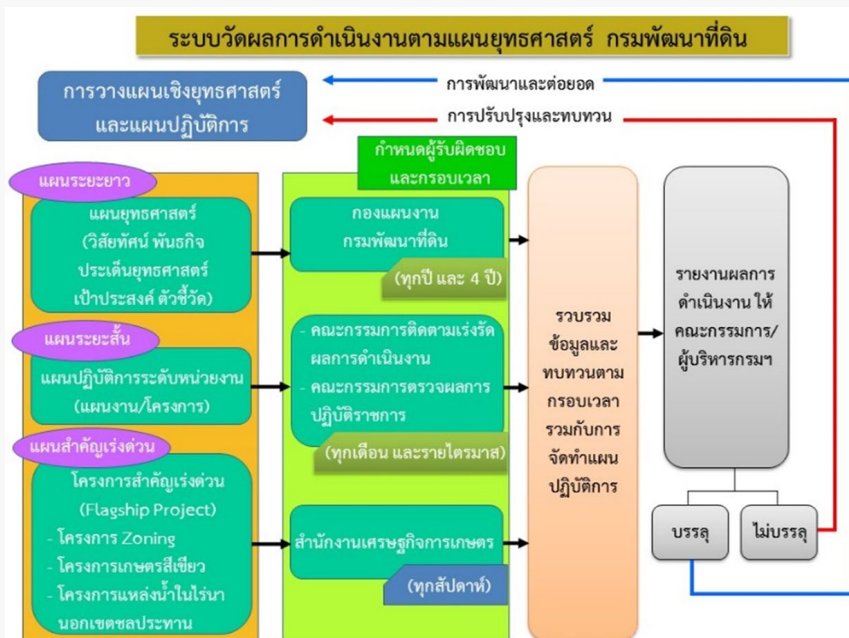 ระบบวัดผลการดำเนินงานตามแผนยุทธศาสตร์ กรมพัฒนาที่ดิน
การวางแผนเชิงยุทธศาสตร์
และแผนปฏิบัติการ
การพัฒนาและต่อยอด
การปรับปรุงและทบทวน
กำหนดผู้รับผิดชอบ
และกรอบเวลา
แผนระยะยาว
แผนยุทธศาสตร์
(วิสัยทัศน์ พันธกิจ
ประเด็นยุทธศาสตร์
เป้าประสงค์ ตัวชี้วัด)
กองแผนงาน
กรมพัฒนาที่ดิน
(ทุกปี และ 4 ปี)
แผนระยะสั้น
แผนปฏิบัติการระดับหน่วยงาน
(แผนงาน/โครงการ)
- คณะกรรมการติดตามเร่งรัด
ผลการดำเนินงาน
- คณะกรรมการตรวจผลการ
ปฏิบัติราชการ
(ทุกเดือน และรายไตรมาส)
แผนสำคัญเร่งด่วน
โครงการสำคัญเร่งด่วน
(Flagship Project)
- โครงการ Zoning
- โครงการเกษตรสีเขียว
- โครงการแหล่งน้ำในไร่นา
นอกเขตชลประทาน
สำนักงานเศรษฐกิจการเกษตร
(ทุกสัปดาห์)
รวบรวม
ข้อมูลและ
ทบทวนตาม
กรอบเวลา
รวมกับการ
จัดทำแผน
ปฏิบัติการ
รายงานผลการ
ดำเนินงาน ให้
คณะกรรมการ/
ผู้บริหารกรมฯ
บรรลุ
ไม่บรรลุ